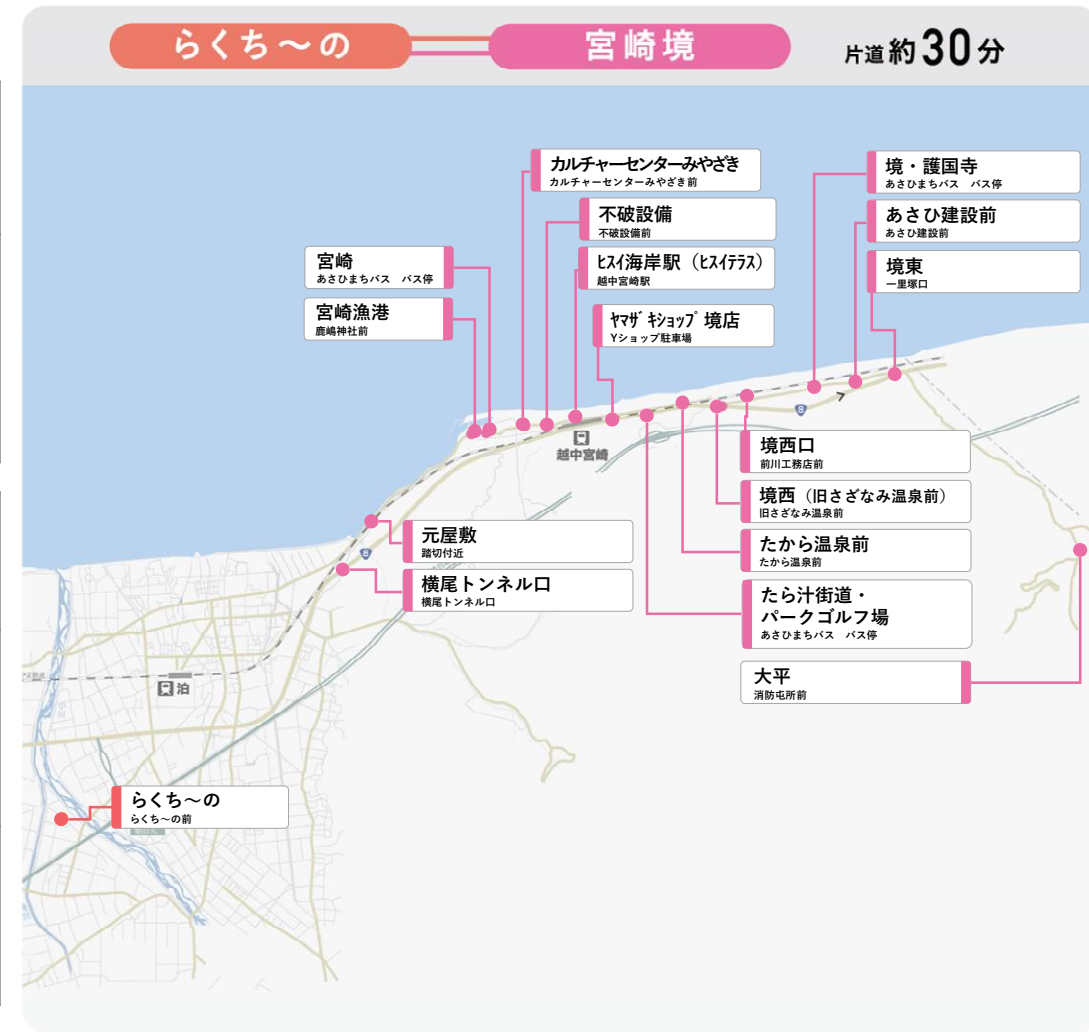 らくち〜の
宮崎境
片道約30分
カルチャーセンターみやざき
カルチャーセンターみやざき前
境・護国寺
あさひまちバス バス停
不破設備
不破設備前
あさひ建設前
あさひ建設前
宮崎
あさひまちバス バス停
ヒスイ海岸駅（ヒスイテラス）
越中宮崎駅
境東
一里塚口
宮崎漁港
鹿嶋神社前
ヤマザキショップ 境店
Yショップ駐車場
8
越中宮崎
境西口
前川工務店前
境西（旧さざなみ温泉前）
旧さざなみ温泉前
元屋敷
踏切付近
8
たから温泉前
たから温泉前
横尾トンネル口
横尾トンネル口
たら汁街道・
パークゴルフ場
あさひまちバス バス停
大平
消防屯所前
泊
らくち〜の
らくち〜の前